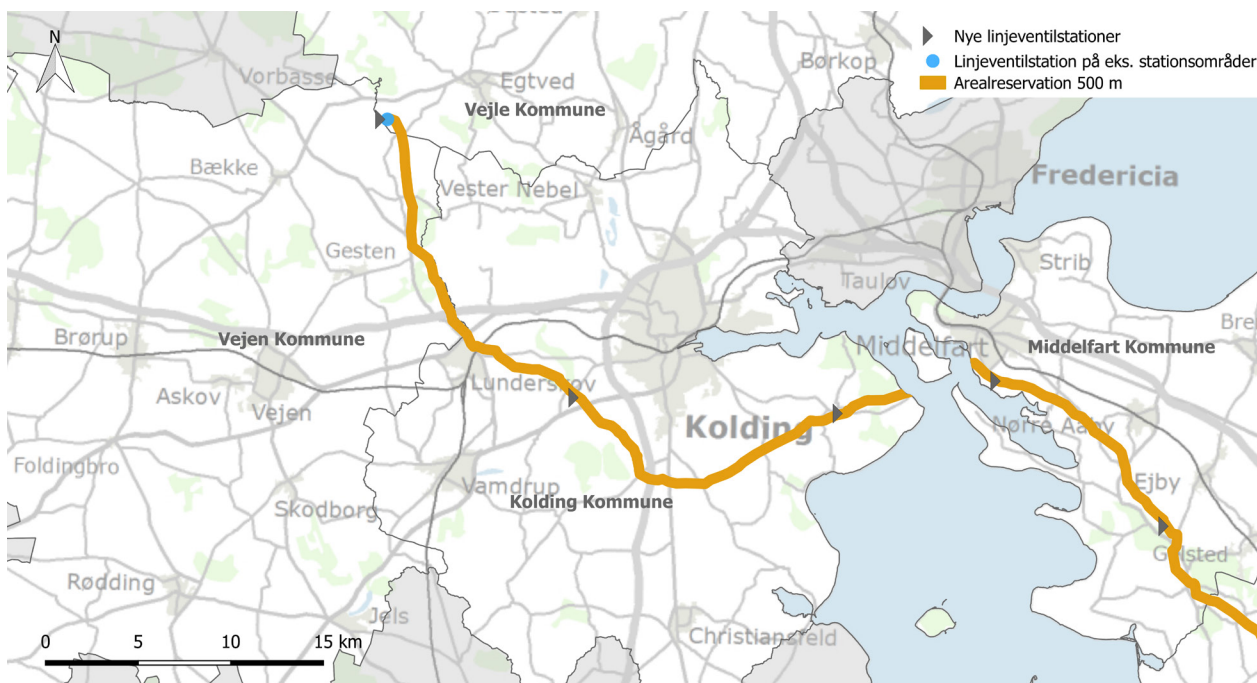 N
Nye linjeventilstationer
Linjeventilstation på eks. stationsområder
Arealreservation 500 m
Vorbasse
Egtved
Børkop
Vejle Kommune
Ågård
Bække
Vester Nebel
Fredericia
Gesten
Strib
Taulov
Brørup
Vejen Kommune
Middelfart
Middelfart Kommune
Lunderskov
Askov
Vejen
Kolding
Nørre Aaby
Foldingbro
Vamdrup
Ejby
Kolding Kommune
Skodborg
Gelsted
Rødding
Jels
Christiansfeld
0 5 10 15 km